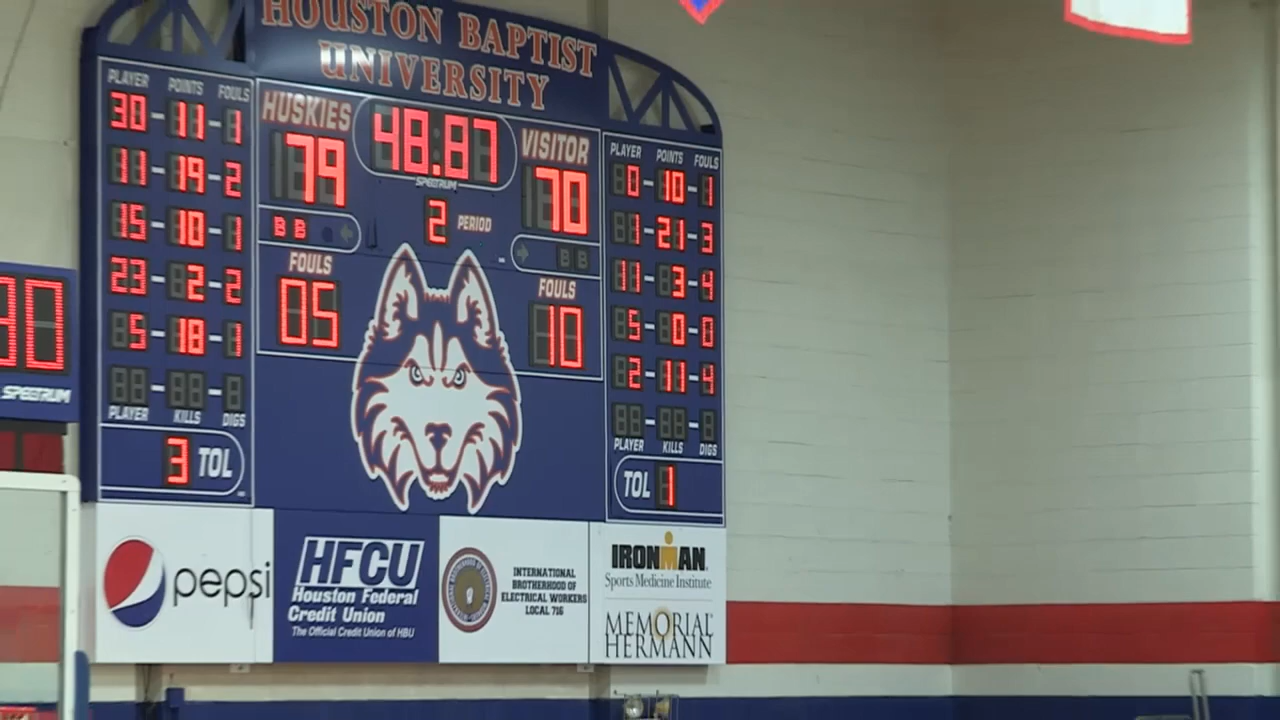 HOUSTON BAPTIST
UNIVERSITY
PLAYER POINTS FOULS
30 11 1
11 19 2
15 10 1
23 2 2
5 18 1
PLAYER KILLS DIGS
3 TOL
HUSKIES
79
48.87
SPECTRUM
VISITOR
70
BB
2 PERIOD
BB
FOULS
05
FOULS
10
PLAYER POINTS FOULS
0 10 1
1 21 3
11 3 4
5 0 0
2 11 4
PLAYER KILLS DIGS
TOL 1
30
SPECTRUM
pepsi
HFCU
Houston Federal
Credit Union
The Official Credit Union of HBU
INTERNATIONAL
BROTHERHOOD OF
ELECTRICAL WORKERS
LOCAL 716
IRONMAN
Sports Medicine Institute
MEMORIAL
HERMANN